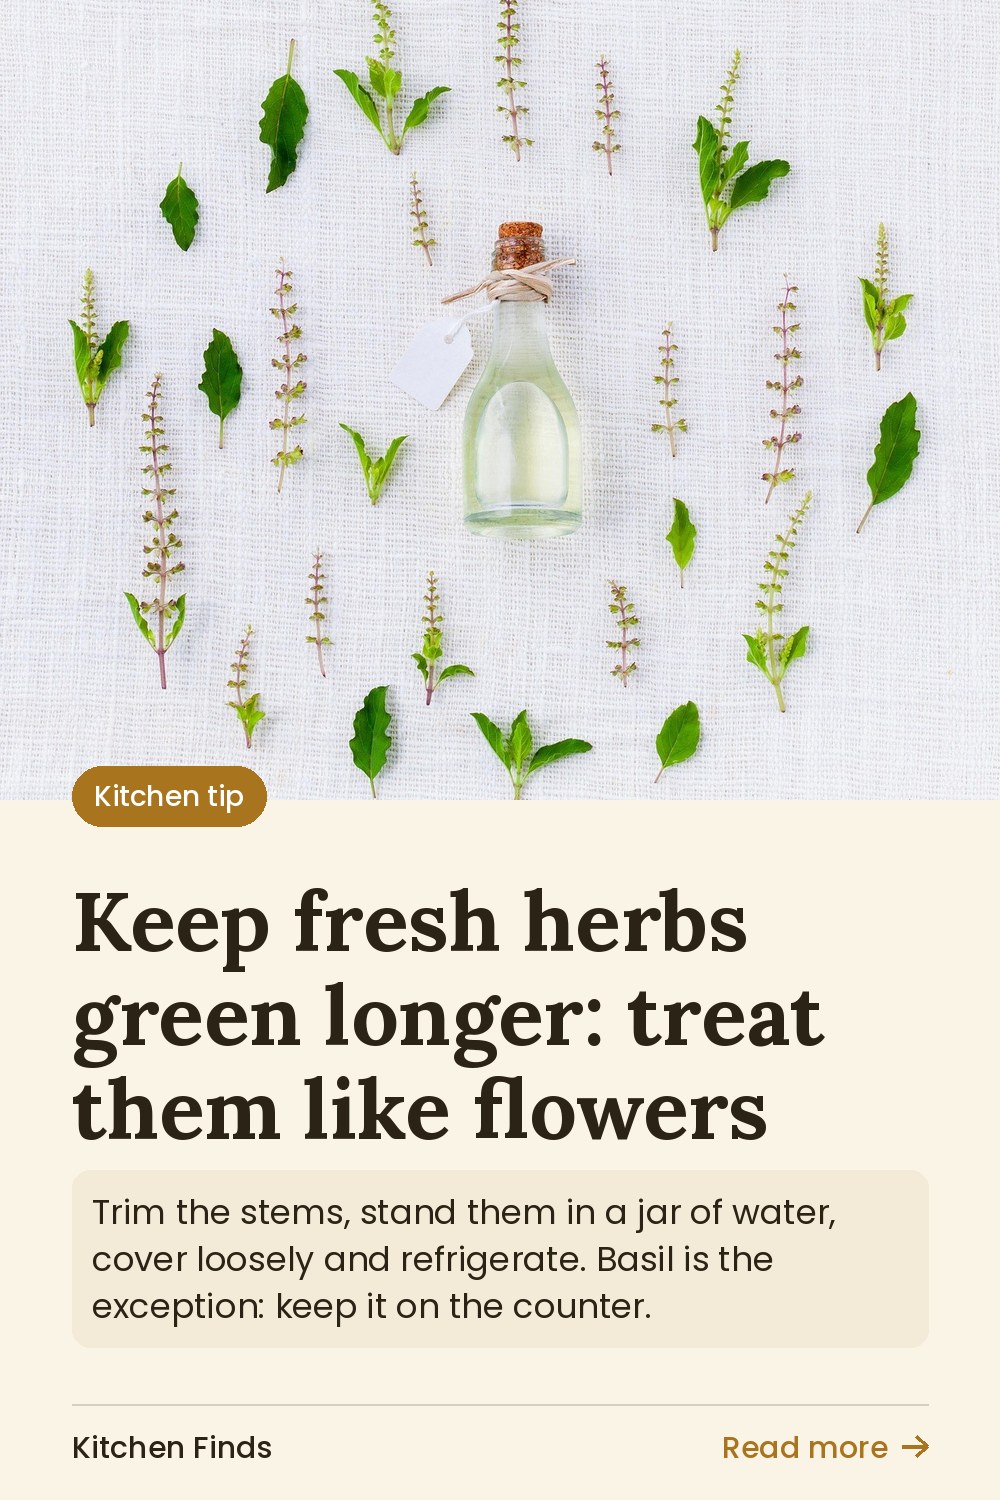 Kitchen tip
Keep fresh herbs
green longer: treat
them like flowers
Trim the stems, stand them in a jar of water,
cover loosely and refrigerate. Basil is the
exception: keep it on the counter.
Kitchen Finds
Read more →